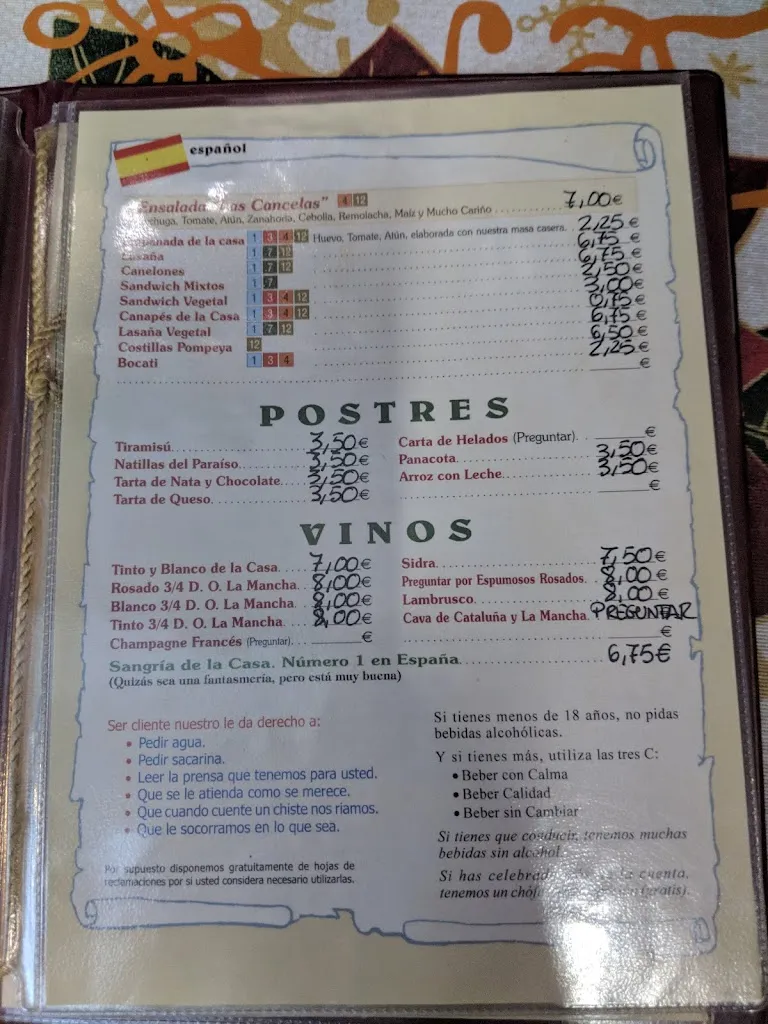 español
"Ensalada Las Cancelas" 4 12 7,00€
Lechuga, Tomate, Atún, Zanahoria, Cebolla, Remolacha, Maíz y Mucho Cariño
Empanada de la casa 1 3 4 12 Huevo, Tomate, Atún, elaborada con nuestra masa casera. 2,25€
Lasaña 1 7 12 6,75€
Canelones 1 7 12 6,75€
Sandwich Mixtos 1 7 2,50€
Sandwich Vegetal 1 3 4 12 3,00€
Canapés de la Casa 1 3 4 12 0,75€
Lasaña Vegetal 1 7 12 6,75€
Costillas Pompeya 12 6,50€
Bocati 1 3 4 2,25€
€
POSTRES
Tiramisú 3,50€
Natillas del Paraíso 3,50€
Tarta de Nata y Chocolate 3,50€
Tarta de Queso 3,50€
Carta de Helados (Preguntar). €
Panacota 3,50€
Arroz con Leche 3,50€
€
VINOS
Tinto y Blanco de la Casa 7,00€
Rosado 3/4 D. O. La Mancha 8,00€
Blanco 3/4 D. O. La Mancha 8,00€
Tinto 3/4 D. O. La Mancha 8,00€
Champagne Francés (Preguntar) €
Sidra 7,50€
Preguntar por Espumosos Rosados 8,00€
Lambrusco 8,00€
Cava de Cataluña y La Mancha PREGUNTAR
€
Sangría de la Casa. Número 1 en España 6,75€
(Quizás sea una fantasmería, pero está muy buena)
Ser cliente nuestro le da derecho a:
• Pedir agua.
• Pedir sacarina.
• Leer la prensa que tenemos para usted.
• Que se le atienda como se merece.
• Que cuando cuente un chiste nos riamos.
• Que le socorramos en lo que sea.
Por supuesto disponemos gratuitamente de hojas de
reclamaciones por si usted considera necesario utilizarlas.
Si tienes menos de 18 años, no pidas
bebidas alcohólicas.
Y si tienes más, utiliza las tres C:
• Beber con Calma
• Beber Calidad
• Beber sin Cambiar
Si tienes que conducir, tenemos muchas
bebidas sin alcohol.
Si has celebrad la cuenta,
tenemos un (gratis).